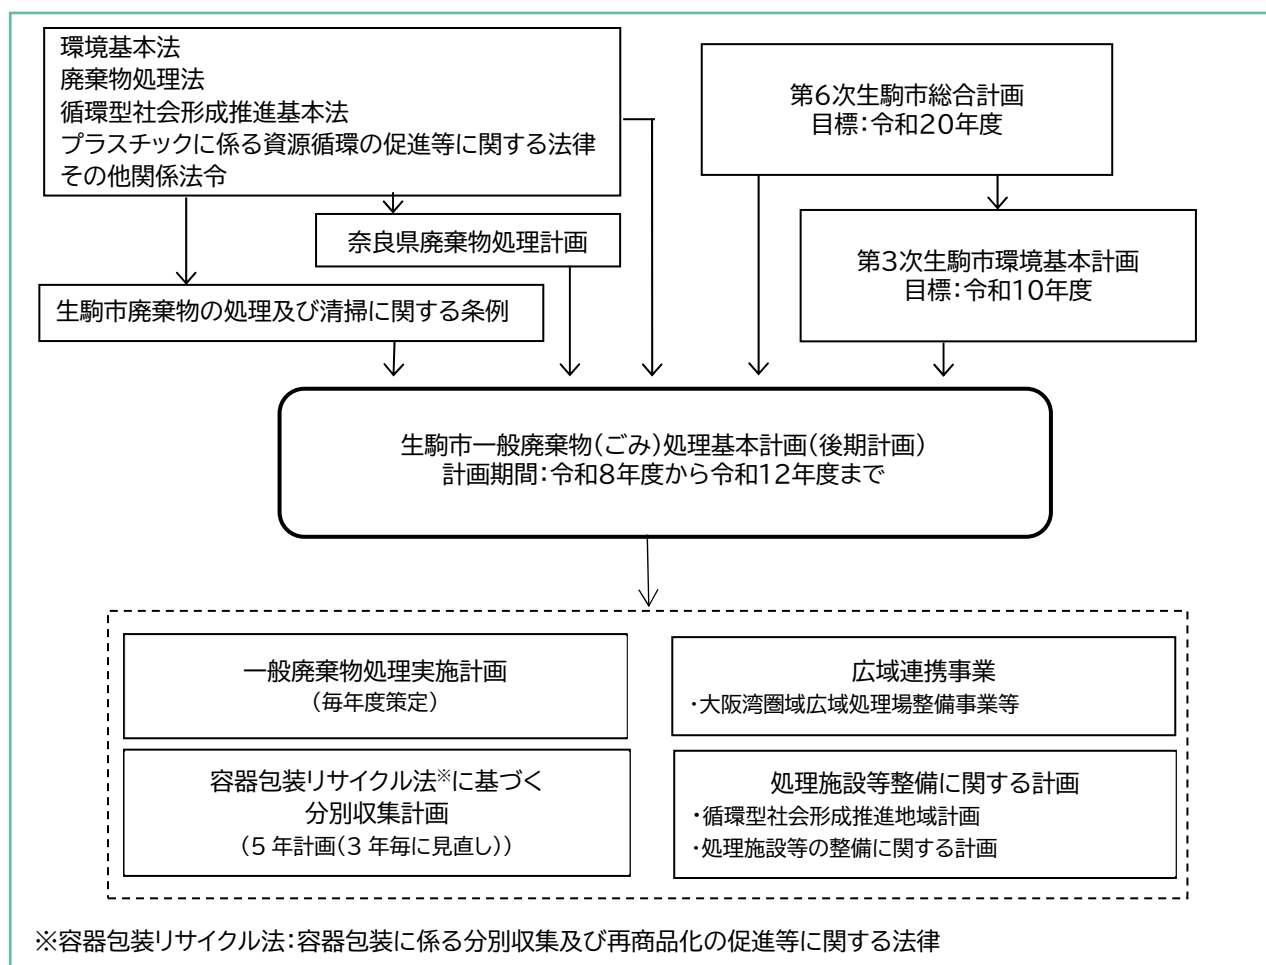 環境基本法
廃棄物処理法
循環型社会形成推進基本法
プラスチックに係る資源循環の促進等に関する法律
その他関係法令
奈良県廃棄物処理計画
生駒市廃棄物の処理及び清掃に関する条例
第6次生駒市総合計画
目標：令和20年度
第3次生駒市環境基本計画
目標：令和10年度
生駒市一般廃棄物（ごみ）処理基本計画（後期計画）
計画期間：令和8年度から令和12年度まで
一般廃棄物処理実施計画
（毎年度策定）
広域連携事業
・大阪湾圏域広域処理場整備事業等
容器包装リサイクル法※に基づく
分別収集計画
（5 年計画（3 年毎に見直し））
処理施設等整備に関する計画
・循環型社会形成推進地域計画
・処理施設等の整備に関する計画
※容器包装リサイクル法：容器包装に係る分別収集及び再商品化の促進等に関する法律